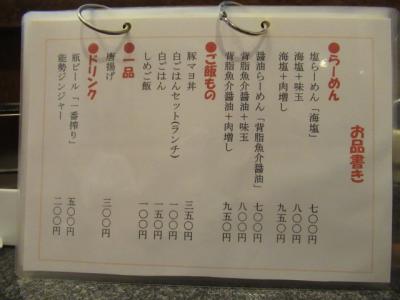 お品書き
●らーめん
塩らーめん「海塩」 七〇〇円
海塩＋味玉 八〇〇円
海塩＋肉増し 九五〇円
醤油らーめん「背脂魚介醤油」 七〇〇円
背脂魚介醤油＋味玉 八〇〇円
背脂魚介醤油＋肉増し 九五〇円
●ご飯もの
豚マヨ丼 三五〇円
白ごはんセット(ランチ) 一〇〇円
白ごはん 一五〇円
しめご飯 一〇〇円
●一品
唐揚げ 三〇〇円
●ドリンク
瓶ビール「一番搾り」 五〇〇円
能勢ジンジャー 二〇〇円